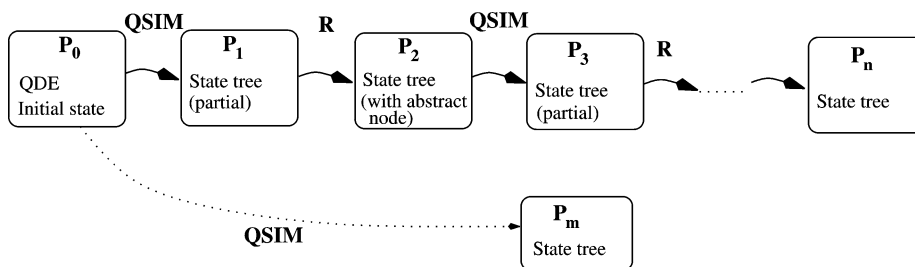 QSIM
R
QSIM
R
P0
QDE
Initial state
P1
State tree
(partial)
P2
State tree
(with abstract
node)
P3
State tree
(partial)
Pn
State tree
QSIM
Pm
State tree